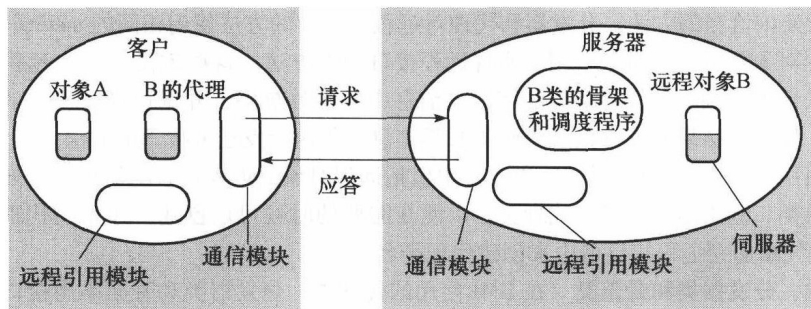 客户
对象A
B的代理
远程引用模块
通信模块
请求
应答
服务器
B类的骨架
和调度程序
远程对象B
通信模块
远程引用模块
伺服器